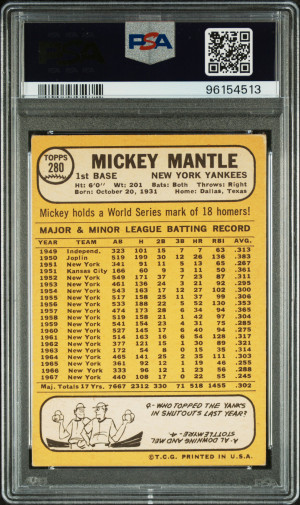 PSA
96154513
TOPPS
280
MICKEY MANTLE
1st BASE NEW YORK YANKEES
Ht: 6'0" Wt: 201 Bats: Both Throws: Right
Born: October 20, 1931 Home: Dallas, Texas
Mickey holds a World Series mark of 18 homers!
MAJOR & MINOR LEAGUE BATTING RECORD
YEAR TEAM AB R H 2B 3B HR RBI AVG.
1949 Independ. 323 101 15 7 7 63 .313
1950 Joplin 519 199 30 12 26 136 .383
1951 New York 341 91 11 5 13 65 .267
1951 Kansas City 166 60 9 3 11 50 .361
1952 New York 549 171 37 7 23 87 .311
1953 New York 461 136 24 3 21 92 .295
1954 New York 543 163 17 12 27 102 .300
1955 New York 517 158 25 11 37 99 .306
1956 New York 533 188 22 5 52 130 .353
1957 New York 474 173 28 6 34 94 .365
1958 New York 519 158 21 1 42 97 .304
1959 New York 541 154 23 4 31 75 .285
1960 New York 527 145 17 6 40 94 .275
1961 New York 514 163 16 6 54 128 .317
1962 New York 377 121 15 1 30 89 .321
1963 New York 172 54 8 0 15 35 .314
1964 New York 465 141 25 2 35 111 .303
1965 New York 361 92 12 1 19 46 .255
1966 New York 333 96 12 1 23 56 .288
1967 New York 440 108 17 0 22 55 .245
Maj. Totals 17 Yrs. 7667 2312 330 71 518 1455 .302
Q- WHO TOPPED THE YANKS
IN SHUTOUTS LAST YEAR?
A- AL DOWNING AND MEL
STOTTLEMYRE - 4.
©T.C.G. PRINTED IN U.S.A.